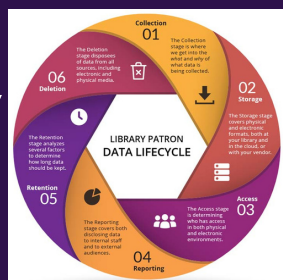 Collection
01
The Collection
stage is where
we get into the
what and why of
what data is
being collected.
02
Storage
The Storage stage
covers physical
and electronic
formats, both at
your library and
in the cloud, or
with your vendor.
Access
03
The Access stage
is determining
who has access
in both physical
and electronic
environments.
04
Reporting
The Reporting
stage covers both
disclosing data
to internal staff
and to external
audiences.
Retention
05
The Retention
stage analyzes
several factors
to determine
how long data
should be kept.
06
Deletion
The Deletion
stage disposes
of data from all
sources, including
electronic and
physical media.
LIBRARY PATRON
DATA LIFECYCLE